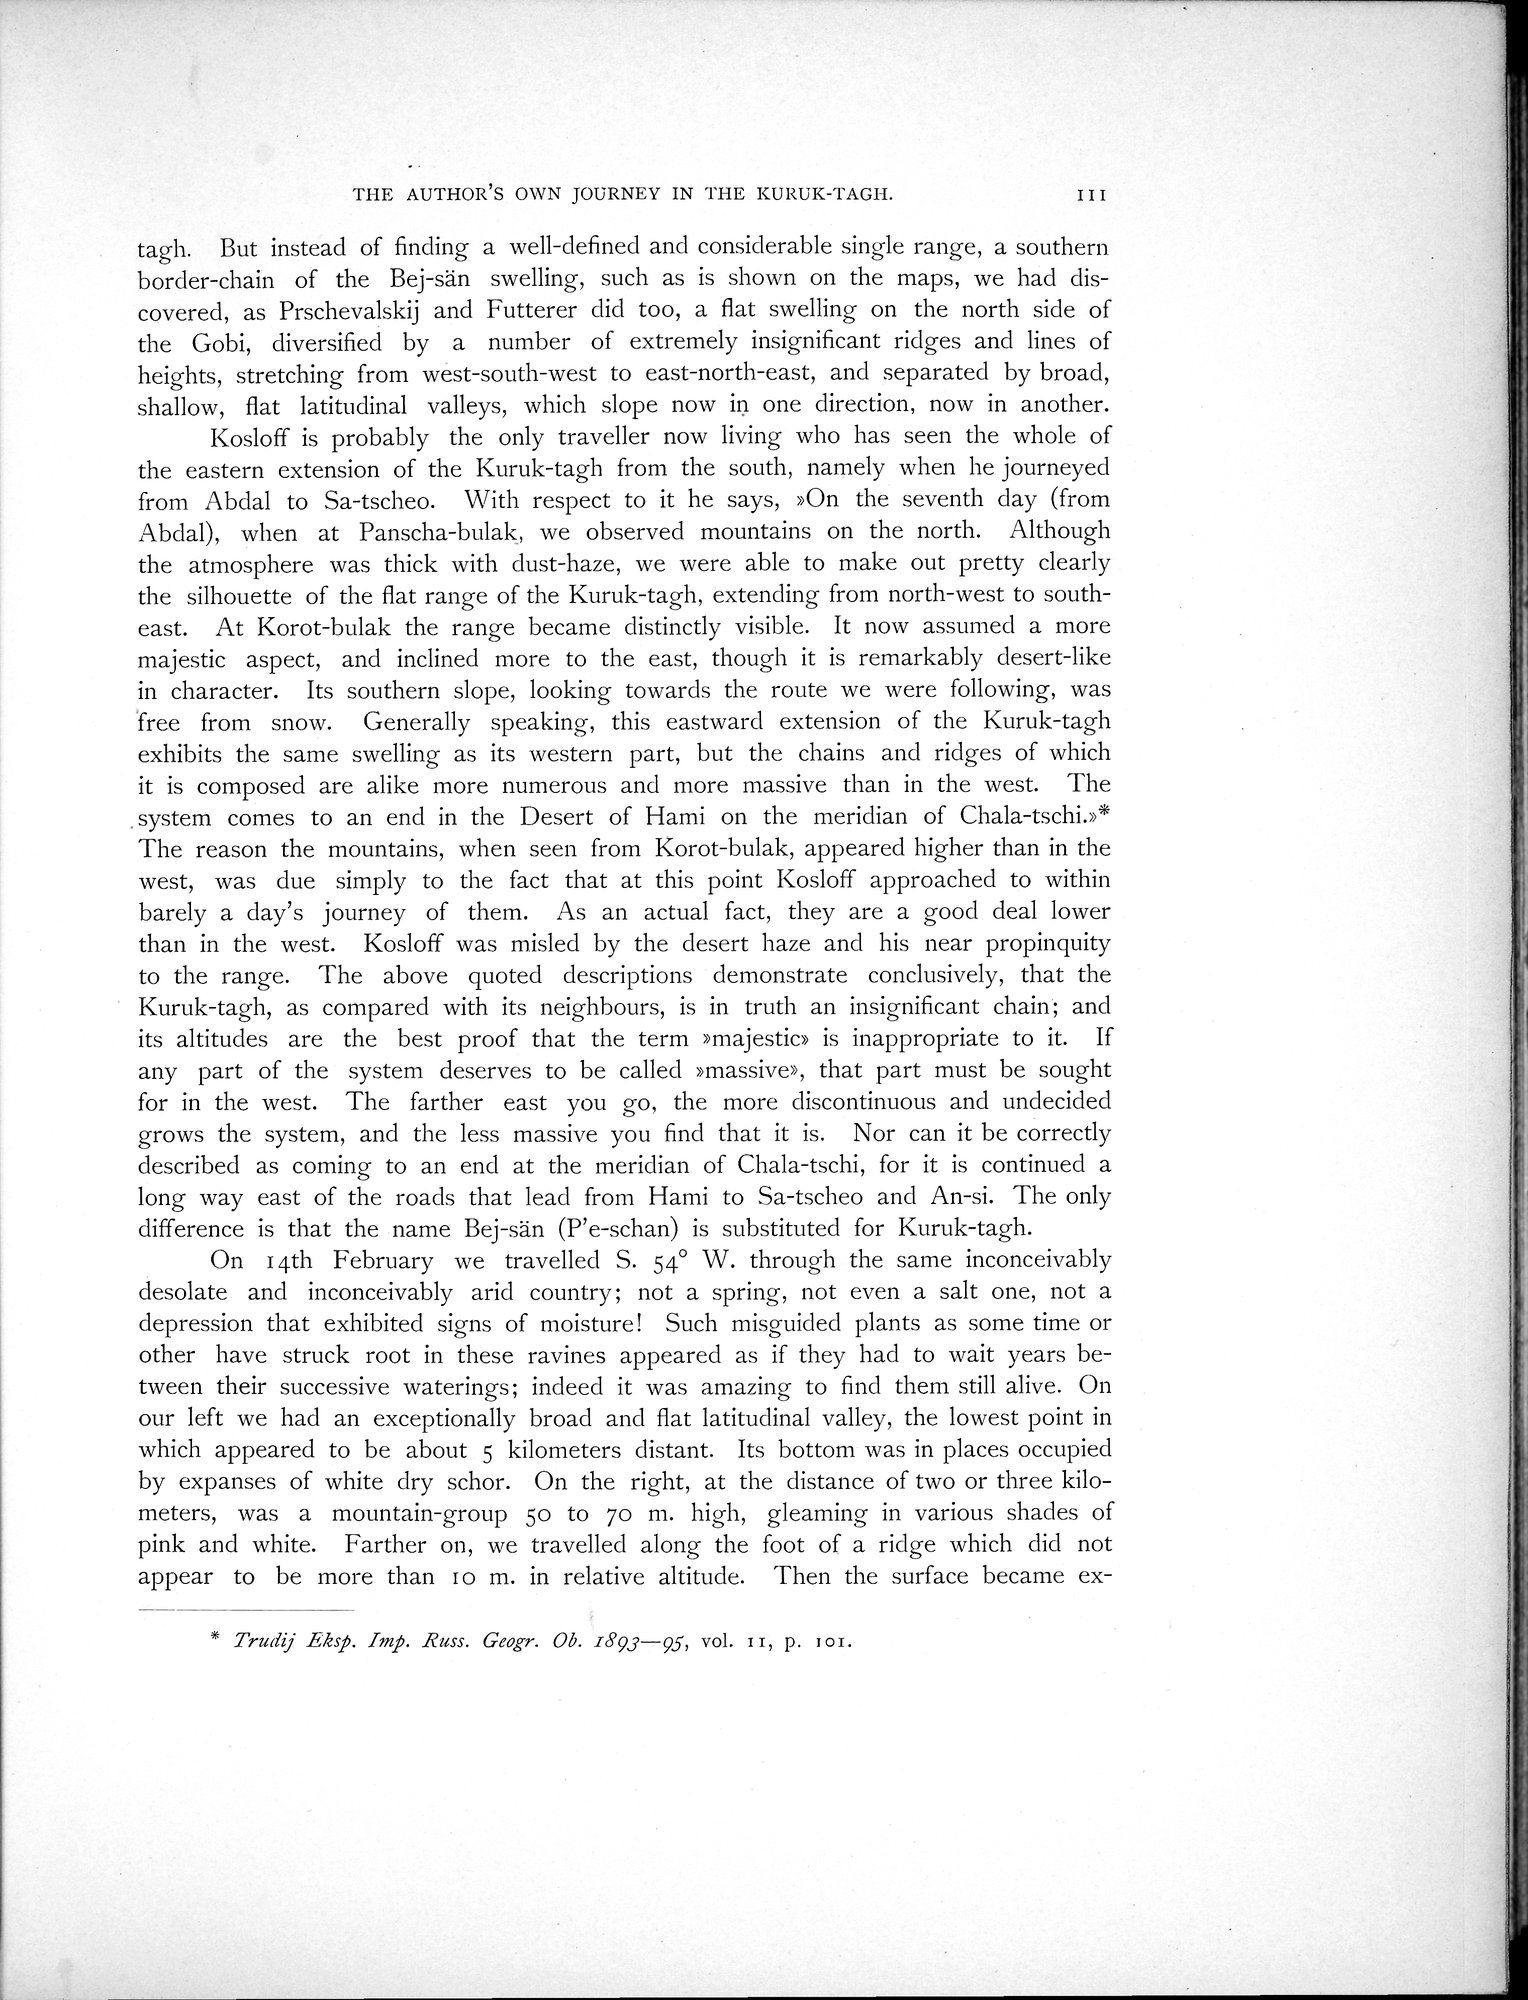 THE AUTHOR'S OWN JOURNEY IN THE KURUK-TAGH. 111
tagh. But instead of finding a well-defined and considerable single range, a southern
border-chain of the Bej-sän swelling, such as is shown on the maps, we had dis-
covered, as Prschevalskij and Futterer did too, a flat swelling on the north side of
the Gobi, diversified by a number of extremely insignificant ridges and lines of
heights, stretching from west-south-west to east-north-east, and separated by broad,
shallow, flat latitudinal valleys, which slope now in one direction, now in another.
Kosloff is probably the only traveller now living who has seen the whole of
the eastern extension of the Kuruk-tagh from the south, namely when he journeyed
from Abdal to Sa-tscheo. With respect to it he says, »On the seventh day (from
Abdal), when at Panscha-bulak, we observed mountains on the north. Although
the atmosphere was thick with dust-haze, we were able to make out pretty clearly
the silhouette of the flat range of the Kuruk-tagh, extending from north-west to south-
east. At Korot-bulak the range became distinctly visible. It now assumed a more
majestic aspect, and inclined more to the east, though it is remarkably desert-like
in character. Its southern slope, looking towards the route we were following, was
free from snow. Generally speaking, this eastward extension of the Kuruk-tagh
exhibits the same swelling as its western part, but the chains and ridges of which
it is composed are alike more numerous and more massive than in the west. The
system comes to an end in the Desert of Hami on the meridian of Chala-tschi.»*
The reason the mountains, when seen from Korot-bulak, appeared higher than in the
west, was due simply to the fact that at this point Kosloff approached to within
barely a day's journey of them. As an actual fact, they are a good deal lower
than in the west. Kosloff was misled by the desert haze and his near propinquity
to the range. The above quoted descriptions demonstrate conclusively, that the
Kuruk-tagh, as compared with its neighbours, is in truth an insignificant chain; and
its altitudes are the best proof that the term »majestic» is inappropriate to it. If
any part of the system deserves to be called »massive», that part must be sought
for in the west. The farther east you go, the more discontinuous and undecided
grows the system, and the less massive you find that it is. Nor can it be correctly
described as coming to an end at the meridian of Chala-tschi, for it is continued a
long way east of the roads that lead from Hami to Sa-tscheo and An-si. The only
difference is that the name Bej-sän (P'e-schan) is substituted for Kuruk-tagh.
On 14th February we travelled S. 54° W. through the same inconceivably
desolate and inconceivably arid country; not a spring, not even a salt one, not a
depression that exhibited signs of moisture! Such misguided plants as some time or
other have struck root in these ravines appeared as if they had to wait years be-
tween their successive waterings; indeed it was amazing to find them still alive. On
our left we had an exceptionally broad and flat latitudinal valley, the lowest point in
which appeared to be about 5 kilometers distant. Its bottom was in places occupied
by expanses of white dry schor. On the right, at the distance of two or three kilo-
meters, was a mountain-group 50 to 70 m. high, gleaming in various shades of
pink and white. Farther on, we travelled along the foot of a ridge which did not
appear to be more than 10 m. in relative altitude. Then the surface became ex-
* Trudij Eksp. Imp. Russ. Geogr. Ob. 1893—95, vol. 11, p. 101.